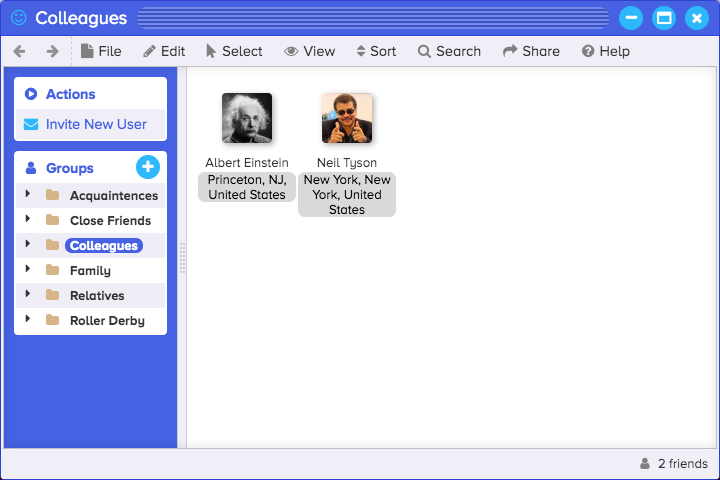 Colleagues
File Edit Select View Sort Search Share Help
Actions
Invite New User
Groups
Acquaintences
Close Friends
Colleagues
Family
Relatives
Roller Derby
Albert Einstein
Princeton, NJ,
United States
Neil Tyson
New York, New
York, United
States
2 friends